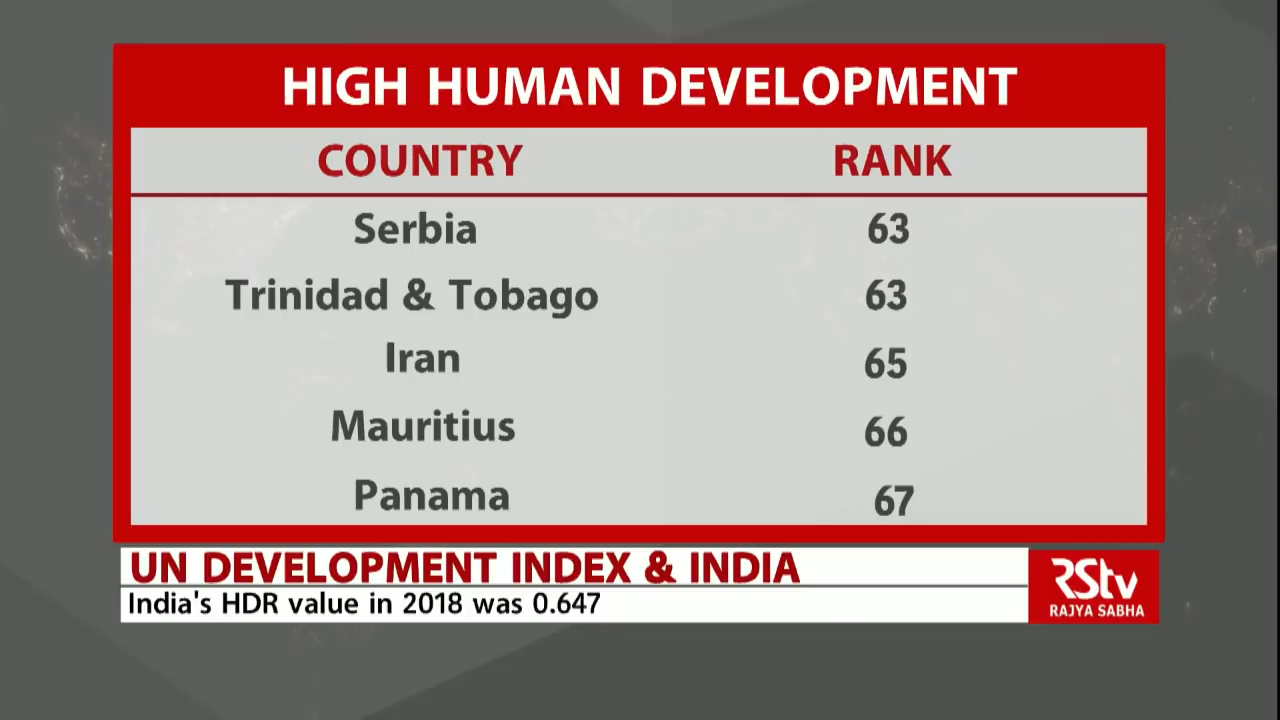 HIGH HUMAN DEVELOPMENT
COUNTRY RANK
Serbia 63
Trinidad & Tobago 63
Iran 65
Mauritius 66
Panama 67
UN DEVELOPMENT INDEX & INDIA
India's HDR value in 2018 was 0.647
RStv
RAJYA SABHA